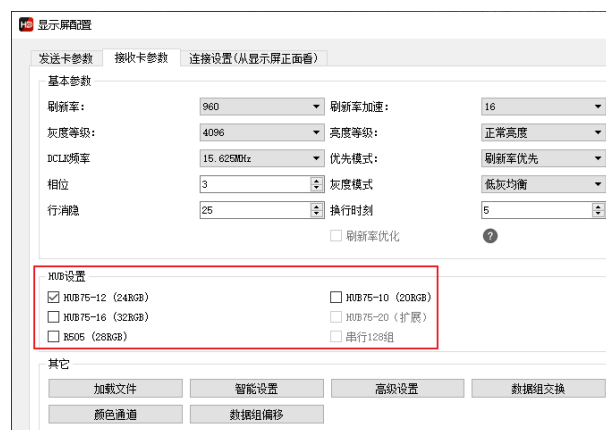 HD 显示屏配置
发送卡参数 接收卡参数 连接设置(从显示屏正面看)
基本参数
刷新率: 960 刷新率加速: 16
灰度等级: 4096 亮度等级: 正常亮度
DCLK频率 15.625MHz 优先模式: 刷新率优先
相位 3 灰度模式 低灰均衡
行消隐 25 换行时刻 5
刷新率优化 ?
HUB设置
HUB75-12 (24RGB) HUB75-10 (20RGB)
HUB75-16 (32RGB) HUB75-20 (扩展)
R505 (28RGB) 串行128组
其它
加载文件 智能设置 高级设置 数据组交换
颜色通道 数据组偏移